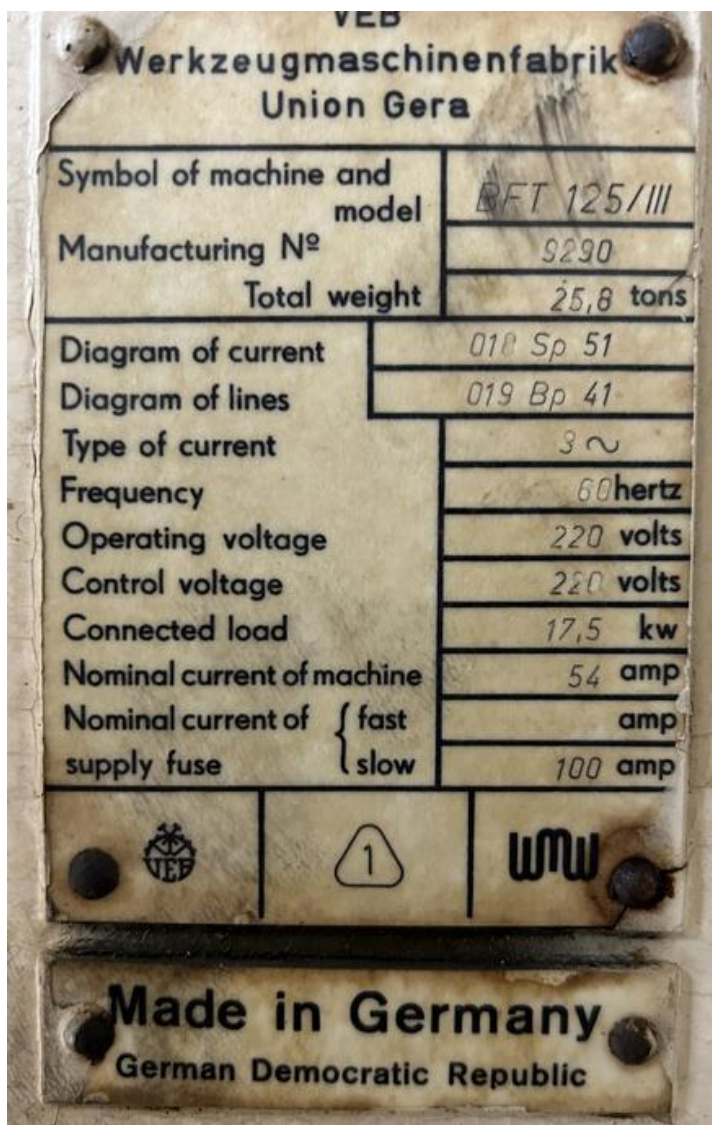 VEB
Werkzeugmaschinenfabrik
Union Gera
Symbol of machine and
model BFT 125/III
Manufacturing Nº 9290
Total weight 25,8 tons
Diagram of current 018 Sp 51
Diagram of lines 019 Bp 41
Type of current 3~
Frequency 60 hertz
Operating voltage 220 volts
Control voltage 220 volts
Connected load 17,5 kw
Nominal current of machine 54 amp
Nominal current of { fast amp
supply fuse slow 100 amp
VEB 1 WMW
Made in Germany
German Democratic Republic